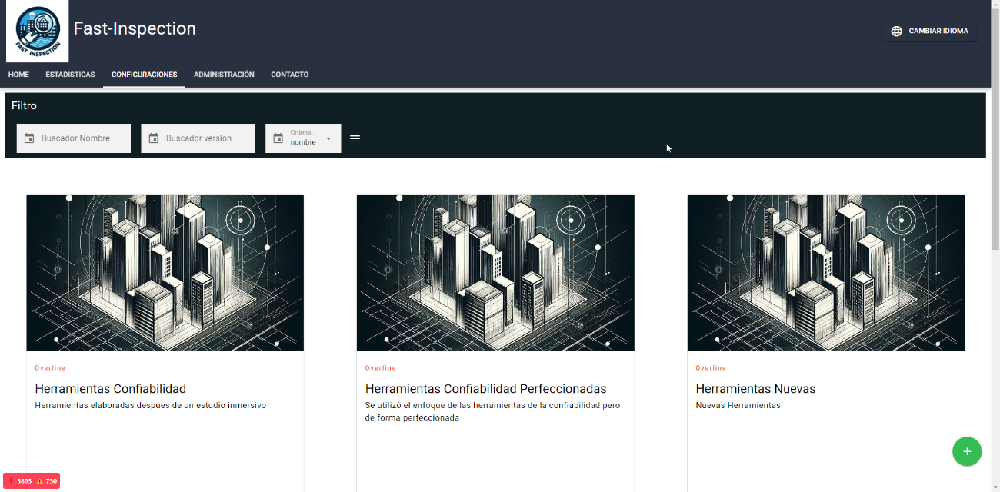 FAST INSPECTION
Fast-Inspection
CAMBIAR IDIOMA
HOME ESTADISTICAS CONFIGURACIONES ADMINISTRACIÓN CONTACTO
Filtro
Buscador Nombre
Buscador version
Ordena...
nombre
Overline
Herramientas Confiabilidad
Herramientas elaboradas despues de un estudio inmersivo
Overline
Herramientas Confiabilidad Perfeccionadas
Se utilizó el enfoque de las herramientas de la confiabilidad pero
de forma perfeccionada
Overline
Herramientas Nuevas
Nuevas Herramientas
+
! 5893 ⚠ 730